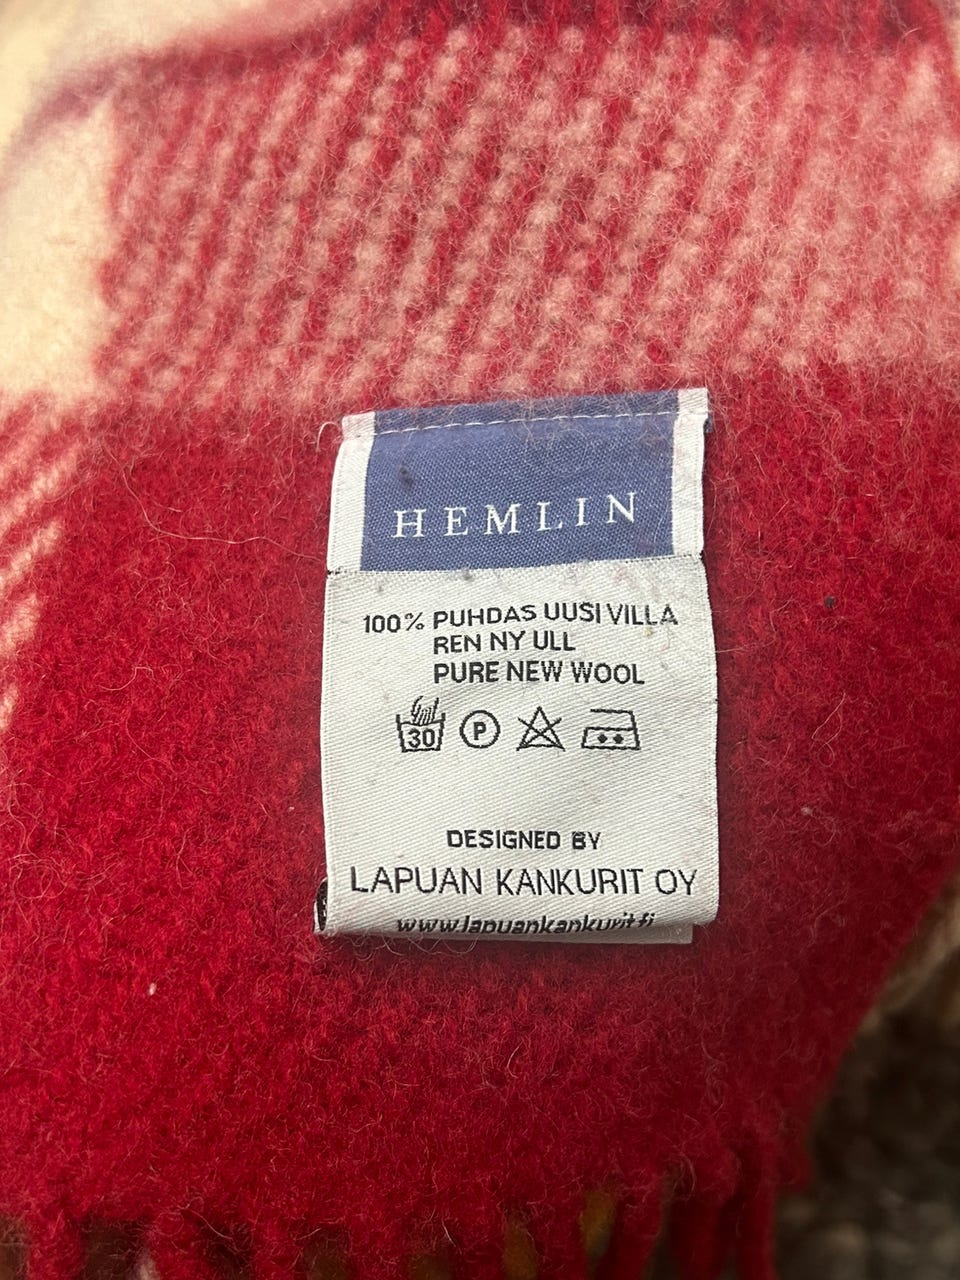 HEMLIN
100% PUHDAS UUSI VILLA
REN NY ULL
PURE NEW WOOL
30 P
DESIGNED BY
LAPUAN KANKURIT OY
www.lapuankankurit.fi